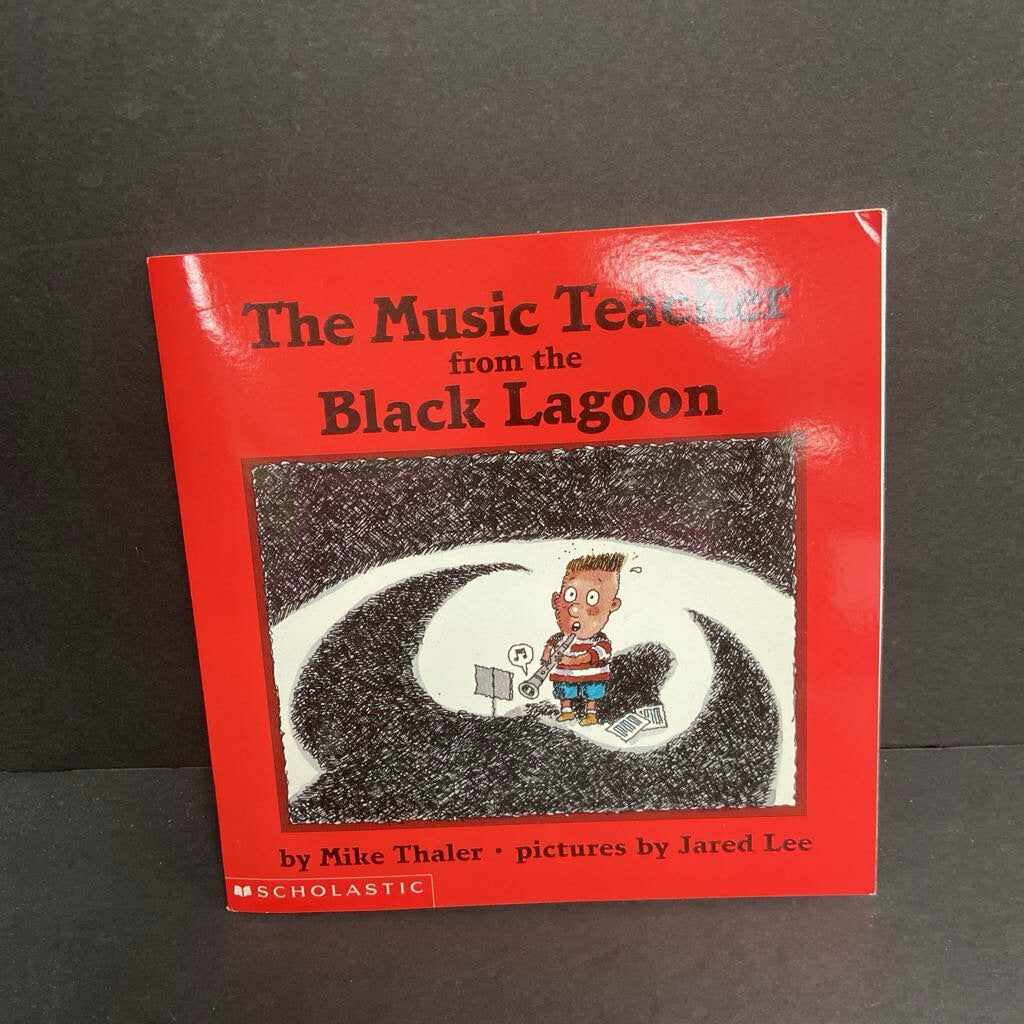 The Music Teacher
from the
Black Lagoon
by Mike Thaler • pictures by Jared Lee
SCHOLASTIC